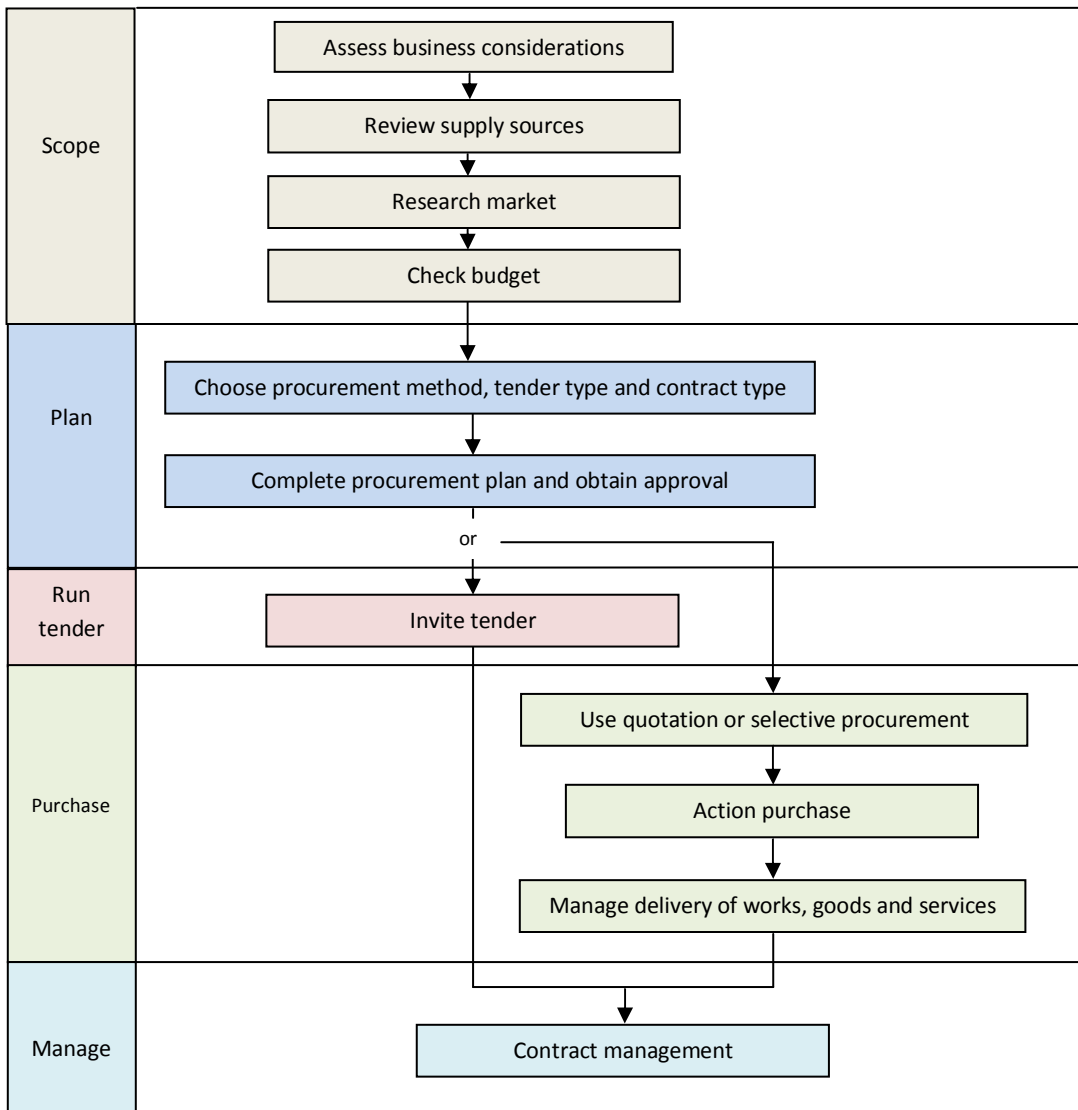 Scope
Assess business considerations
Review supply sources
Research market
Check budget
Plan
Choose procurement method, tender type and contract type
Complete procurement plan and obtain approval
or
Run
tender
Invite tender
Purchase
Use quotation or selective procurement
Action purchase
Manage delivery of works, goods and services
Manage
Contract management